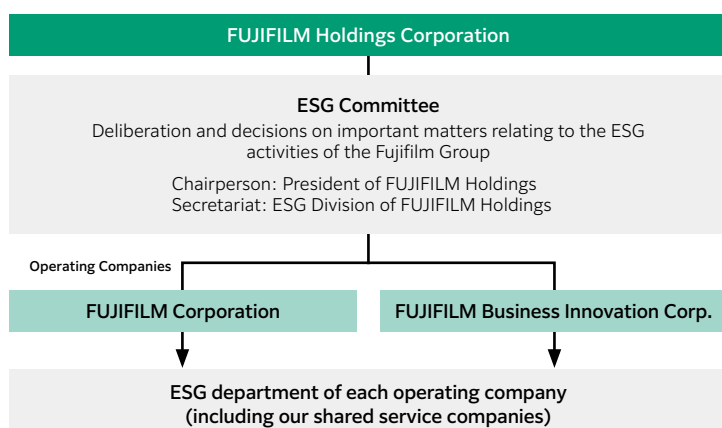 FUJIFILM Holdings Corporation
ESG Committee
Deliberation and decisions on important matters relating to the ESG
activities of the Fujifilm Group
Chairperson: President of FUJIFILM Holdings
Secretariat: ESG Division of FUJIFILM Holdings
Operating Companies
FUJIFILM Corporation
FUJIFILM Business Innovation Corp.
ESG department of each operating company
(including our shared service companies)